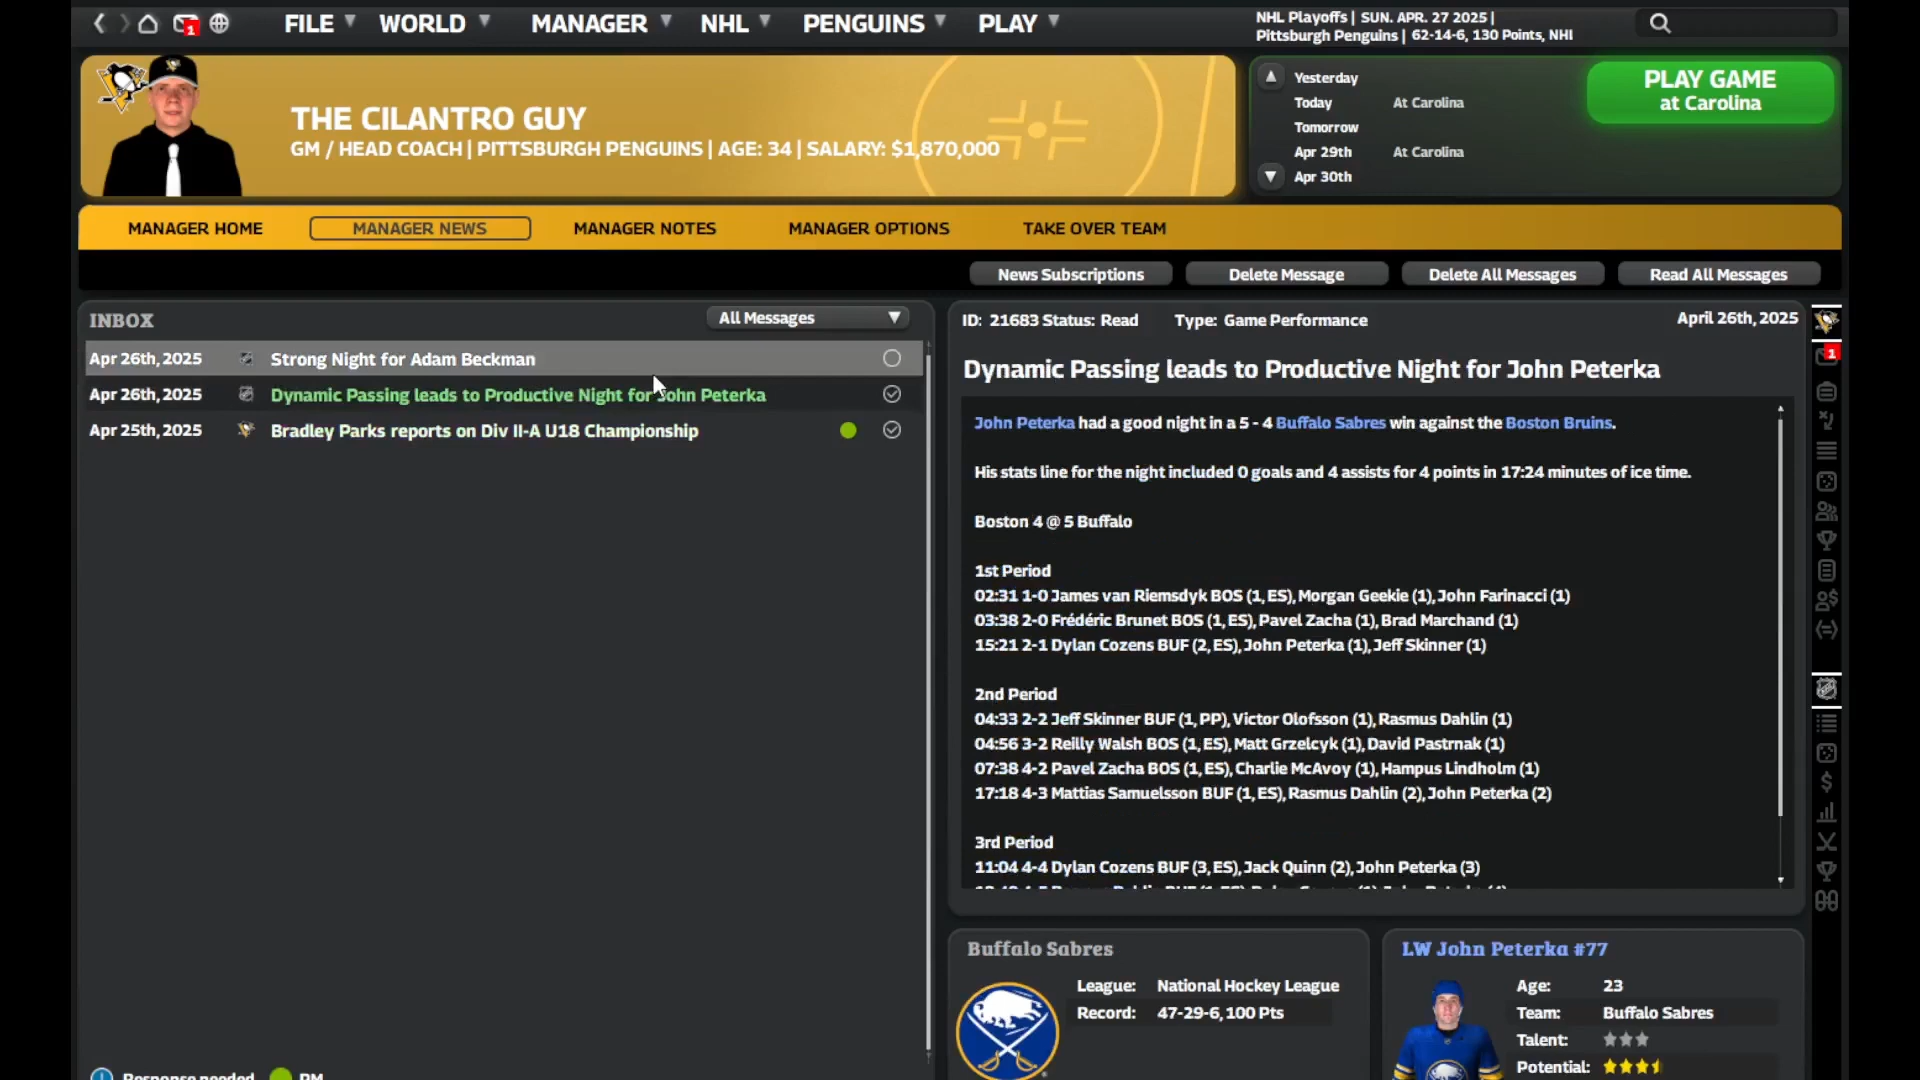 1
FILE
WORLD
MANAGER
NHL
PENGUINS
PLAY
NHL Playoffs | SUN. APR. 27 2025 |
Pittsburgh Penguins | 62-14-6, 130 Points, NHI
THE CILANTRO GUY
GM / HEAD COACH | PITTSBURGH PENGUINS | AGE: 34 | SALARY: $1,870,000
Yesterday
Today At Carolina
Tomorrow
Apr 29th At Carolina
Apr 30th
PLAY GAME
at Carolina
MANAGER HOME
MANAGER NEWS
MANAGER NOTES
MANAGER OPTIONS
TAKE OVER TEAM
News Subscriptions
Delete Message
Delete All Messages
Read All Messages
INBOX
All Messages
Apr 26th, 2025 Strong Night for Adam Beckman
Apr 26th, 2025 Dynamic Passing leads to Productive Night for John Peterka
Apr 25th, 2025 Bradley Parks reports on Div II-A U18 Championship
ID: 21683 Status: Read Type: Game Performance April 26th, 2025
1
Dynamic Passing leads to Productive Night for John Peterka
John Peterka had a good night in a 5 - 4 Buffalo Sabres win against the Boston Bruins.
His stats line for the night included 0 goals and 4 assists for 4 points in 17:24 minutes of ice time.
Boston 4 @ 5 Buffalo
1st Period
02:31 1-0 James van Riemsdyk BOS (1, ES), Morgan Geekie (1), John Farinacci (1)
03:38 2-0 Frédéric Brunet BOS (1, ES), Pavel Zacha (1), Brad Marchand (1)
15:21 2-1 Dylan Cozens BUF (2, ES), John Peterka (1), Jeff Skinner (1)
2nd Period
04:33 2-2 Jeff Skinner BUF (1, PP), Victor Olofsson (1), Rasmus Dahlin (1)
04:56 3-2 Reilly Walsh BOS (1, ES), Matt Grzelcyk (1), David Pastrnak (1)
07:38 4-2 Pavel Zacha BOS (1, ES), Charlie McAvoy (1), Hampus Lindholm (1)
17:18 4-3 Mattias Samuelsson BUF (1, ES), Rasmus Dahlin (2), John Peterka (2)
3rd Period
11:04 4-4 Dylan Cozens BUF (3, ES), Jack Quinn (2), John Peterka (3)
Buffalo Sabres
League: National Hockey League
Record: 47-29-6, 100 Pts
LW John Peterka #77
Age: 23
Team: Buffalo Sabres
Talent:
Potential:
Response needed
PM